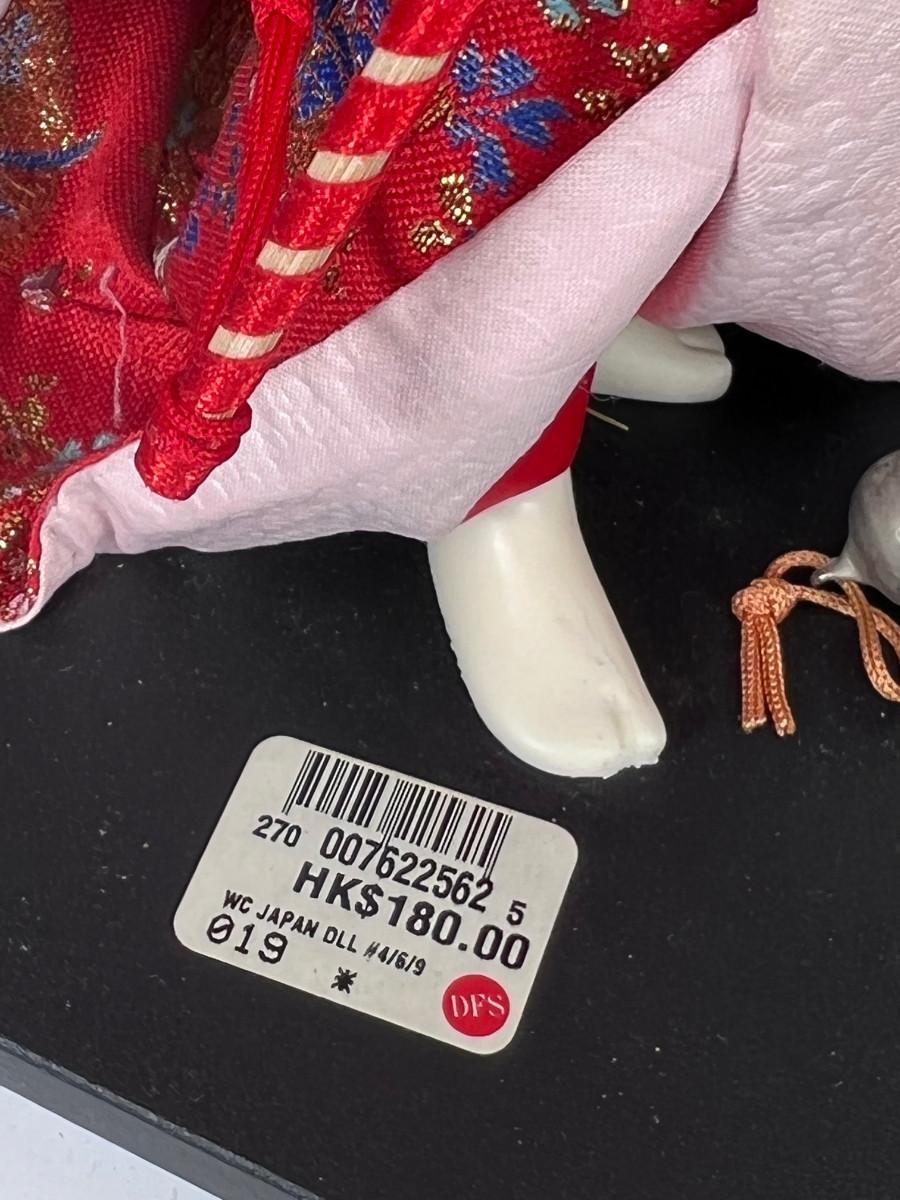 270 007622562 5
HK$180.00
WC JAPAN DLL #4/6/9
019 *
DFS